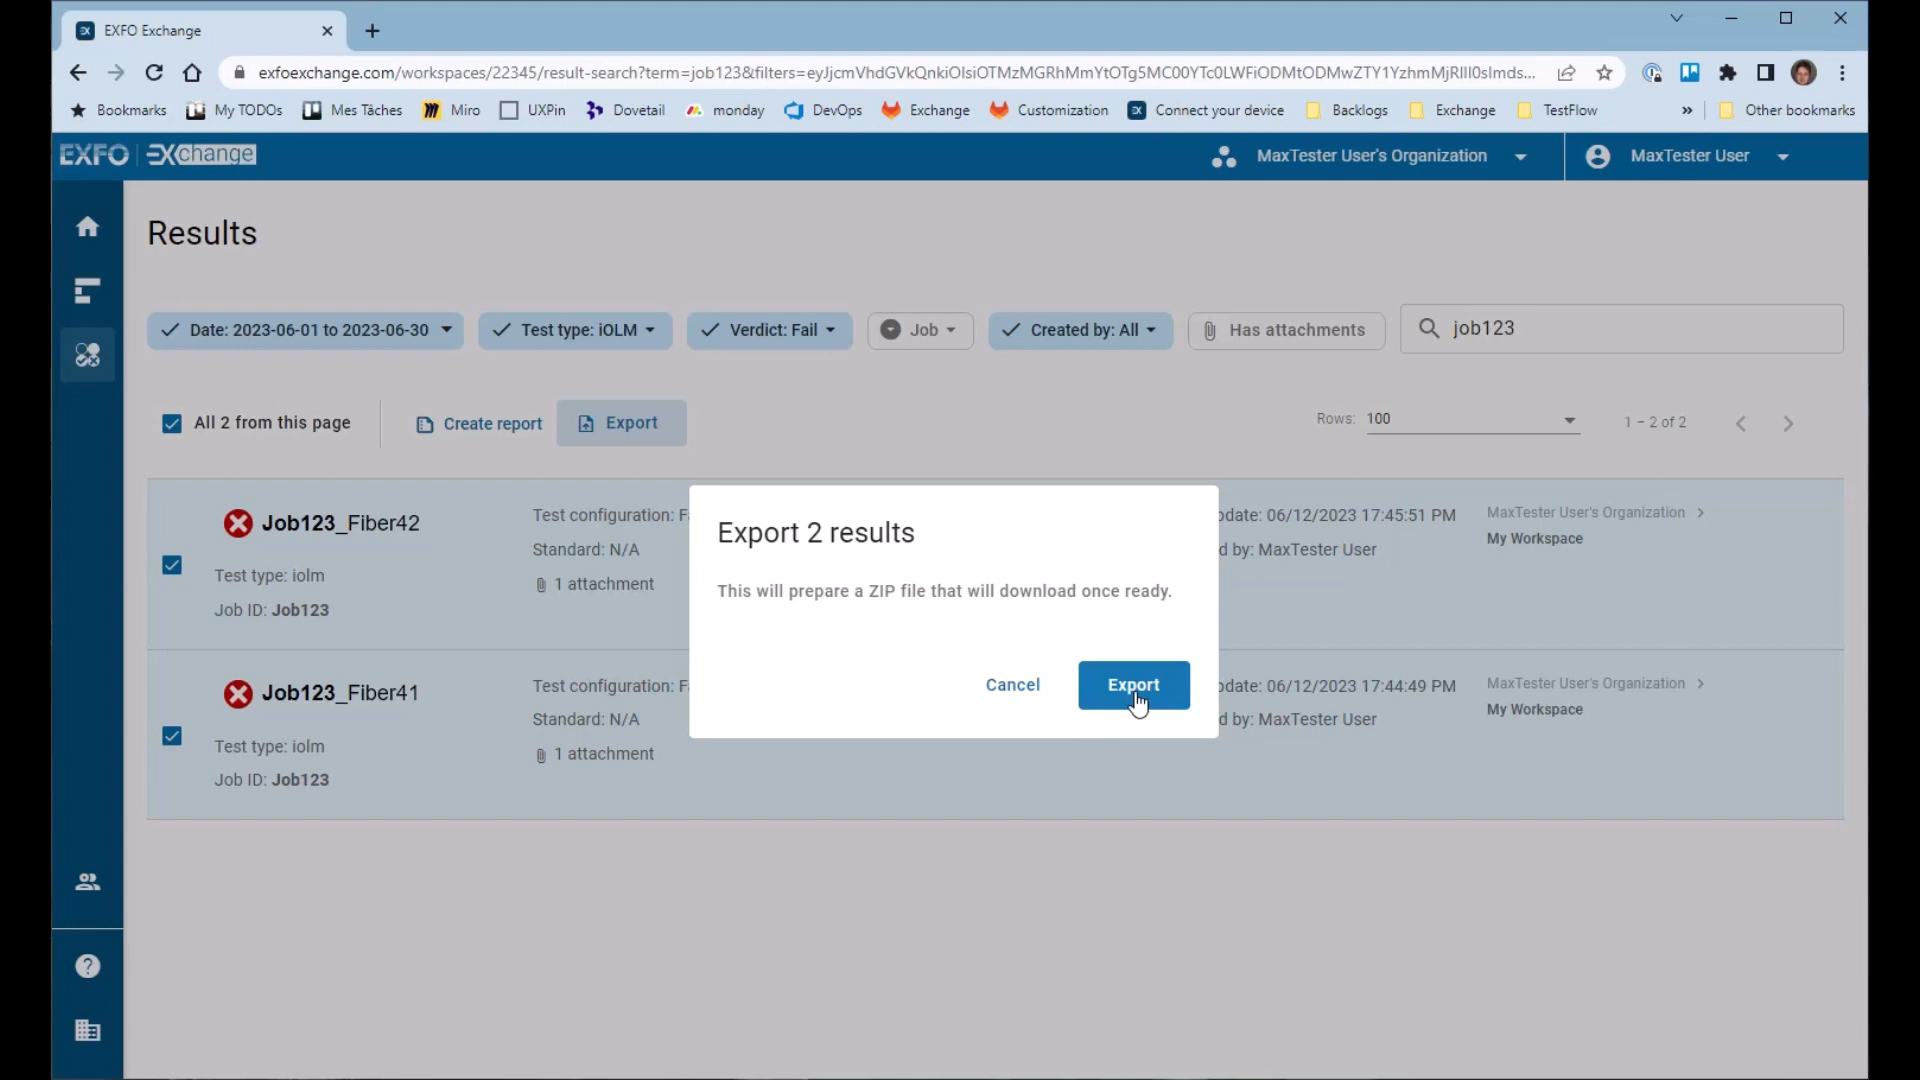 EXFO Exchange
exfoexchange.com/workspaces/22345/result-search?term=job123&filters=eyJjcmVhdGVkQnkiOlsiOTMzMGRhMmYtOTg5MC00YTc0LWFiODMtODMwZTY1YzhmMjRlIl0sImds...
Bookmarks My TODOs Mes Tâches Miro UXPin Dovetail monday DevOps Exchange Customization Connect your device Backlogs Exchange TestFlow » Other bookmarks
EXFO EXchange MaxTester User's Organization MaxTester User
Results
Date: 2023-06-01 to 2023-06-30 Test type: iOLM Verdict: Fail Job Created by: All Has attachments job123
All 2 from this page Create report Export Rows: 100 1 – 2 of 2
Job123_Fiber42
Test type: iolm
Job ID: Job123
Test configuration: F
Standard: N/A
1 attachment
pdate: 06/12/2023 17:45:51 PM
d by: MaxTester User
MaxTester User's Organization
My Workspace
Export 2 results
This will prepare a ZIP file that will download once ready.
Cancel Export
Job123_Fiber41
Test type: iolm
Job ID: Job123
Test configuration: F
Standard: N/A
1 attachment
pdate: 06/12/2023 17:44:49 PM
d by: MaxTester User
MaxTester User's Organization
My Workspace